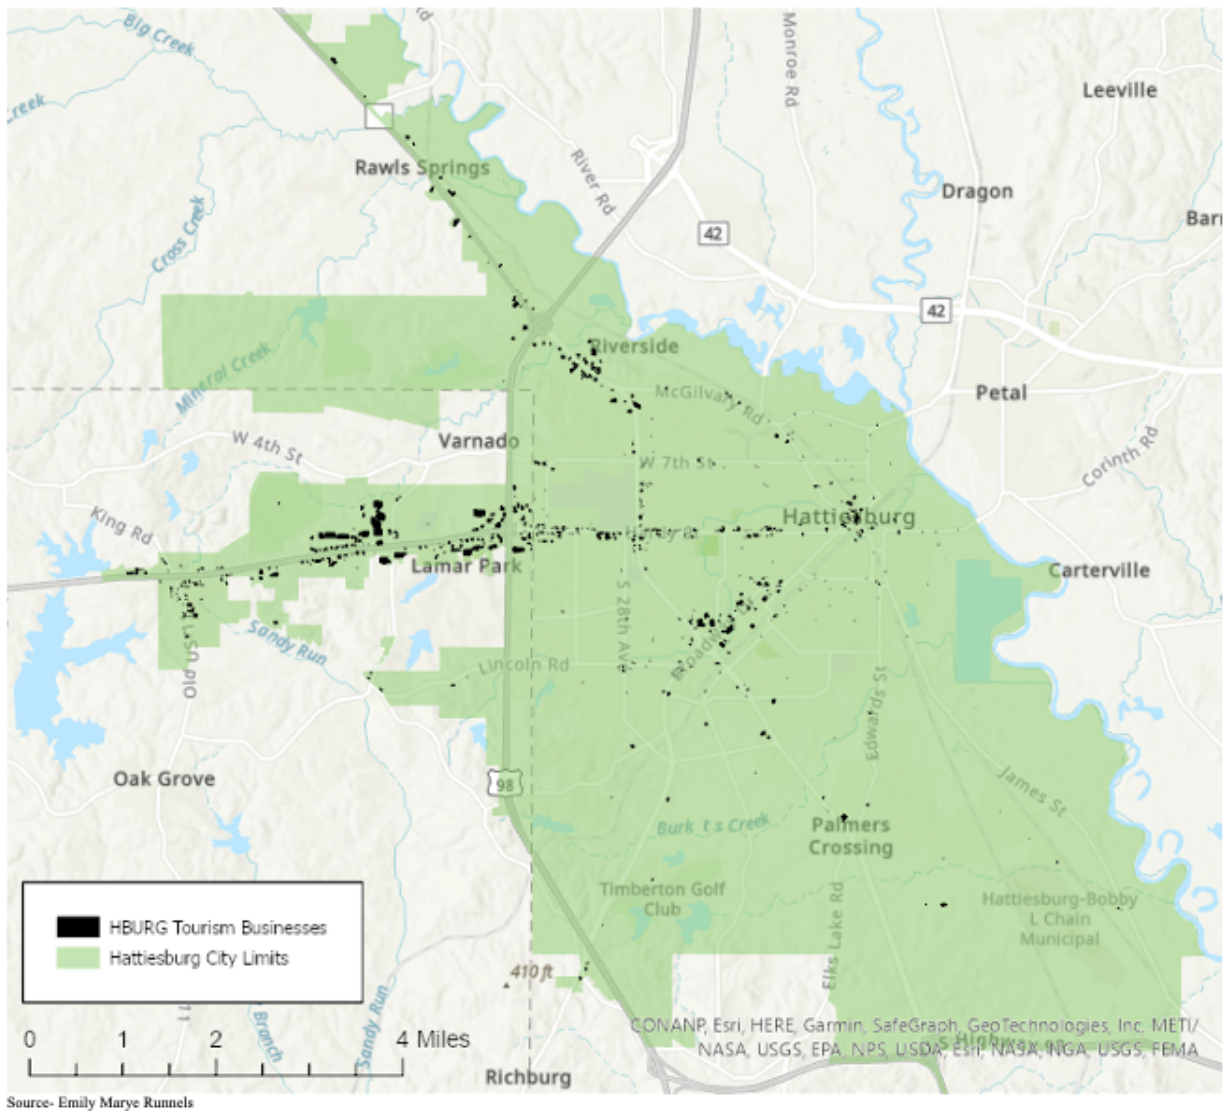 Big Creek
Rd
Monroe Rd
Leeville
Creek
Rawls Springs
River Rd
Dragon
Cross Creek
42
42
Riverside
Mineral Creek
McGilvary Rd
Petal
Varnado
W 4th St
W 7th St
Corinth Rd
King Rd
Hattiesburg
Lamar Park
Carterville
S 28th Ave
Sandy Run
Lincoln Rd
Old US-11
Edwards St
Oak Grove
98
James St
Palmers
Crossing
Timberton Golf
Club
Hattiesburg-Bobby
L Chain
Municipal
Elks Lake Rd
HBURG Tourism Businesses
Hattiesburg City Limits
410 ft
11
Branch
Sandy Run
0 1 2 4 Miles
CONANP, Esri, HERE, Garmin, SafeGraph, GeoTechnologies, Inc, METI/
NASA, USGS, EPA, NPS, USDA, Esri, NASA, NGA, USGS, FEMA
Richburg
Source- Emily Marye Runnels